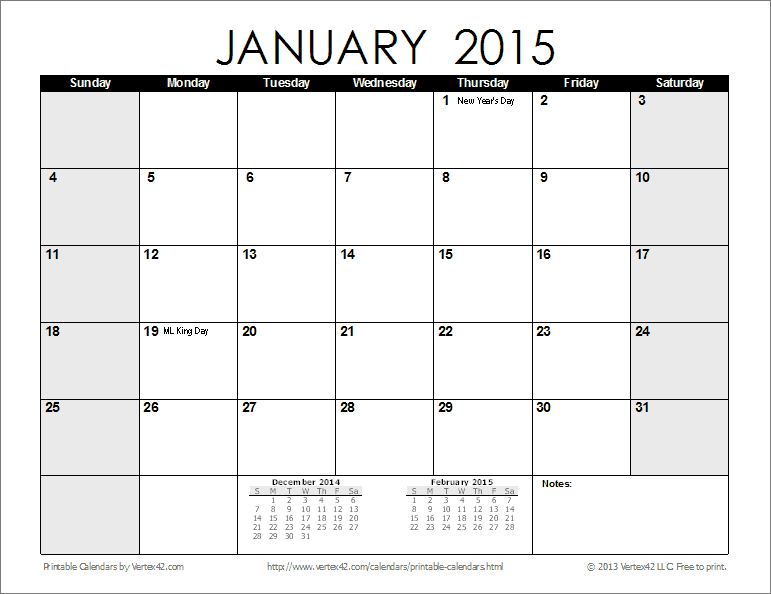 JANUARY 2015
Sunday Monday Tuesday Wednesday Thursday Friday Saturday
1 New Year's Day 2 3
4 5 6 7 8 9 10
11 12 13 14 15 16 17
18 19 ML King Day 20 21 22 23 24
25 26 27 28 29 30 31
December 2014
S M T W Th F Sa
1 2 3 4 5 6
7 8 9 10 11 12 13
14 15 16 17 18 19 20
21 22 23 24 25 26 27
28 29 30 31
February 2015
S M T W Th F Sa
1 2 3 4 5 6 7
8 9 10 11 12 13 14
15 16 17 18 19 20 21
22 23 24 25 26 27 28
Notes:
Printable Calendars by Vertex42.com http://www.vertex42.com/calendars/printable-calendars.html © 2013 Vertex42 LLC. Free to print.